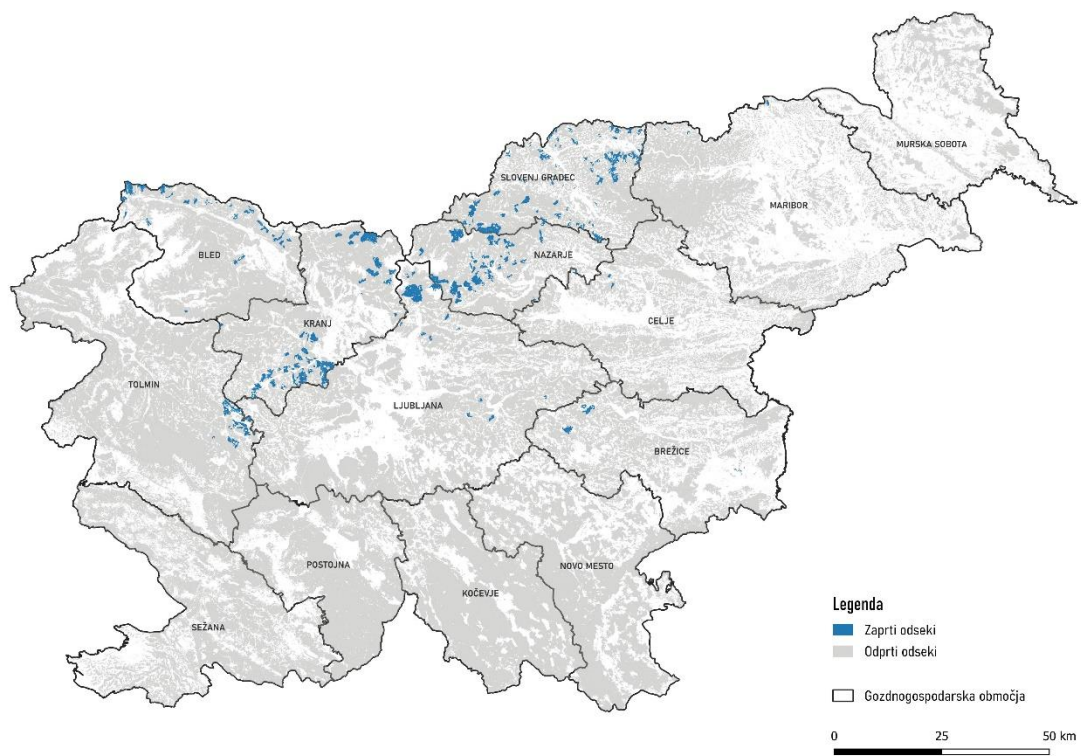 MURSKA SOBOTA
SLOVENJ GRADEC
MARIBOR
BLED
NAZARJE
KRANJ
CELJE
TOLMIN
LJUBLJANA
BREŽICE
POSTOJNA
NOVO MESTO
KOČEVJE
SEŽANA
Legenda
Zaprti odseki
Odprti odseki
Gozdnogospodarska območja
0 25 50 km